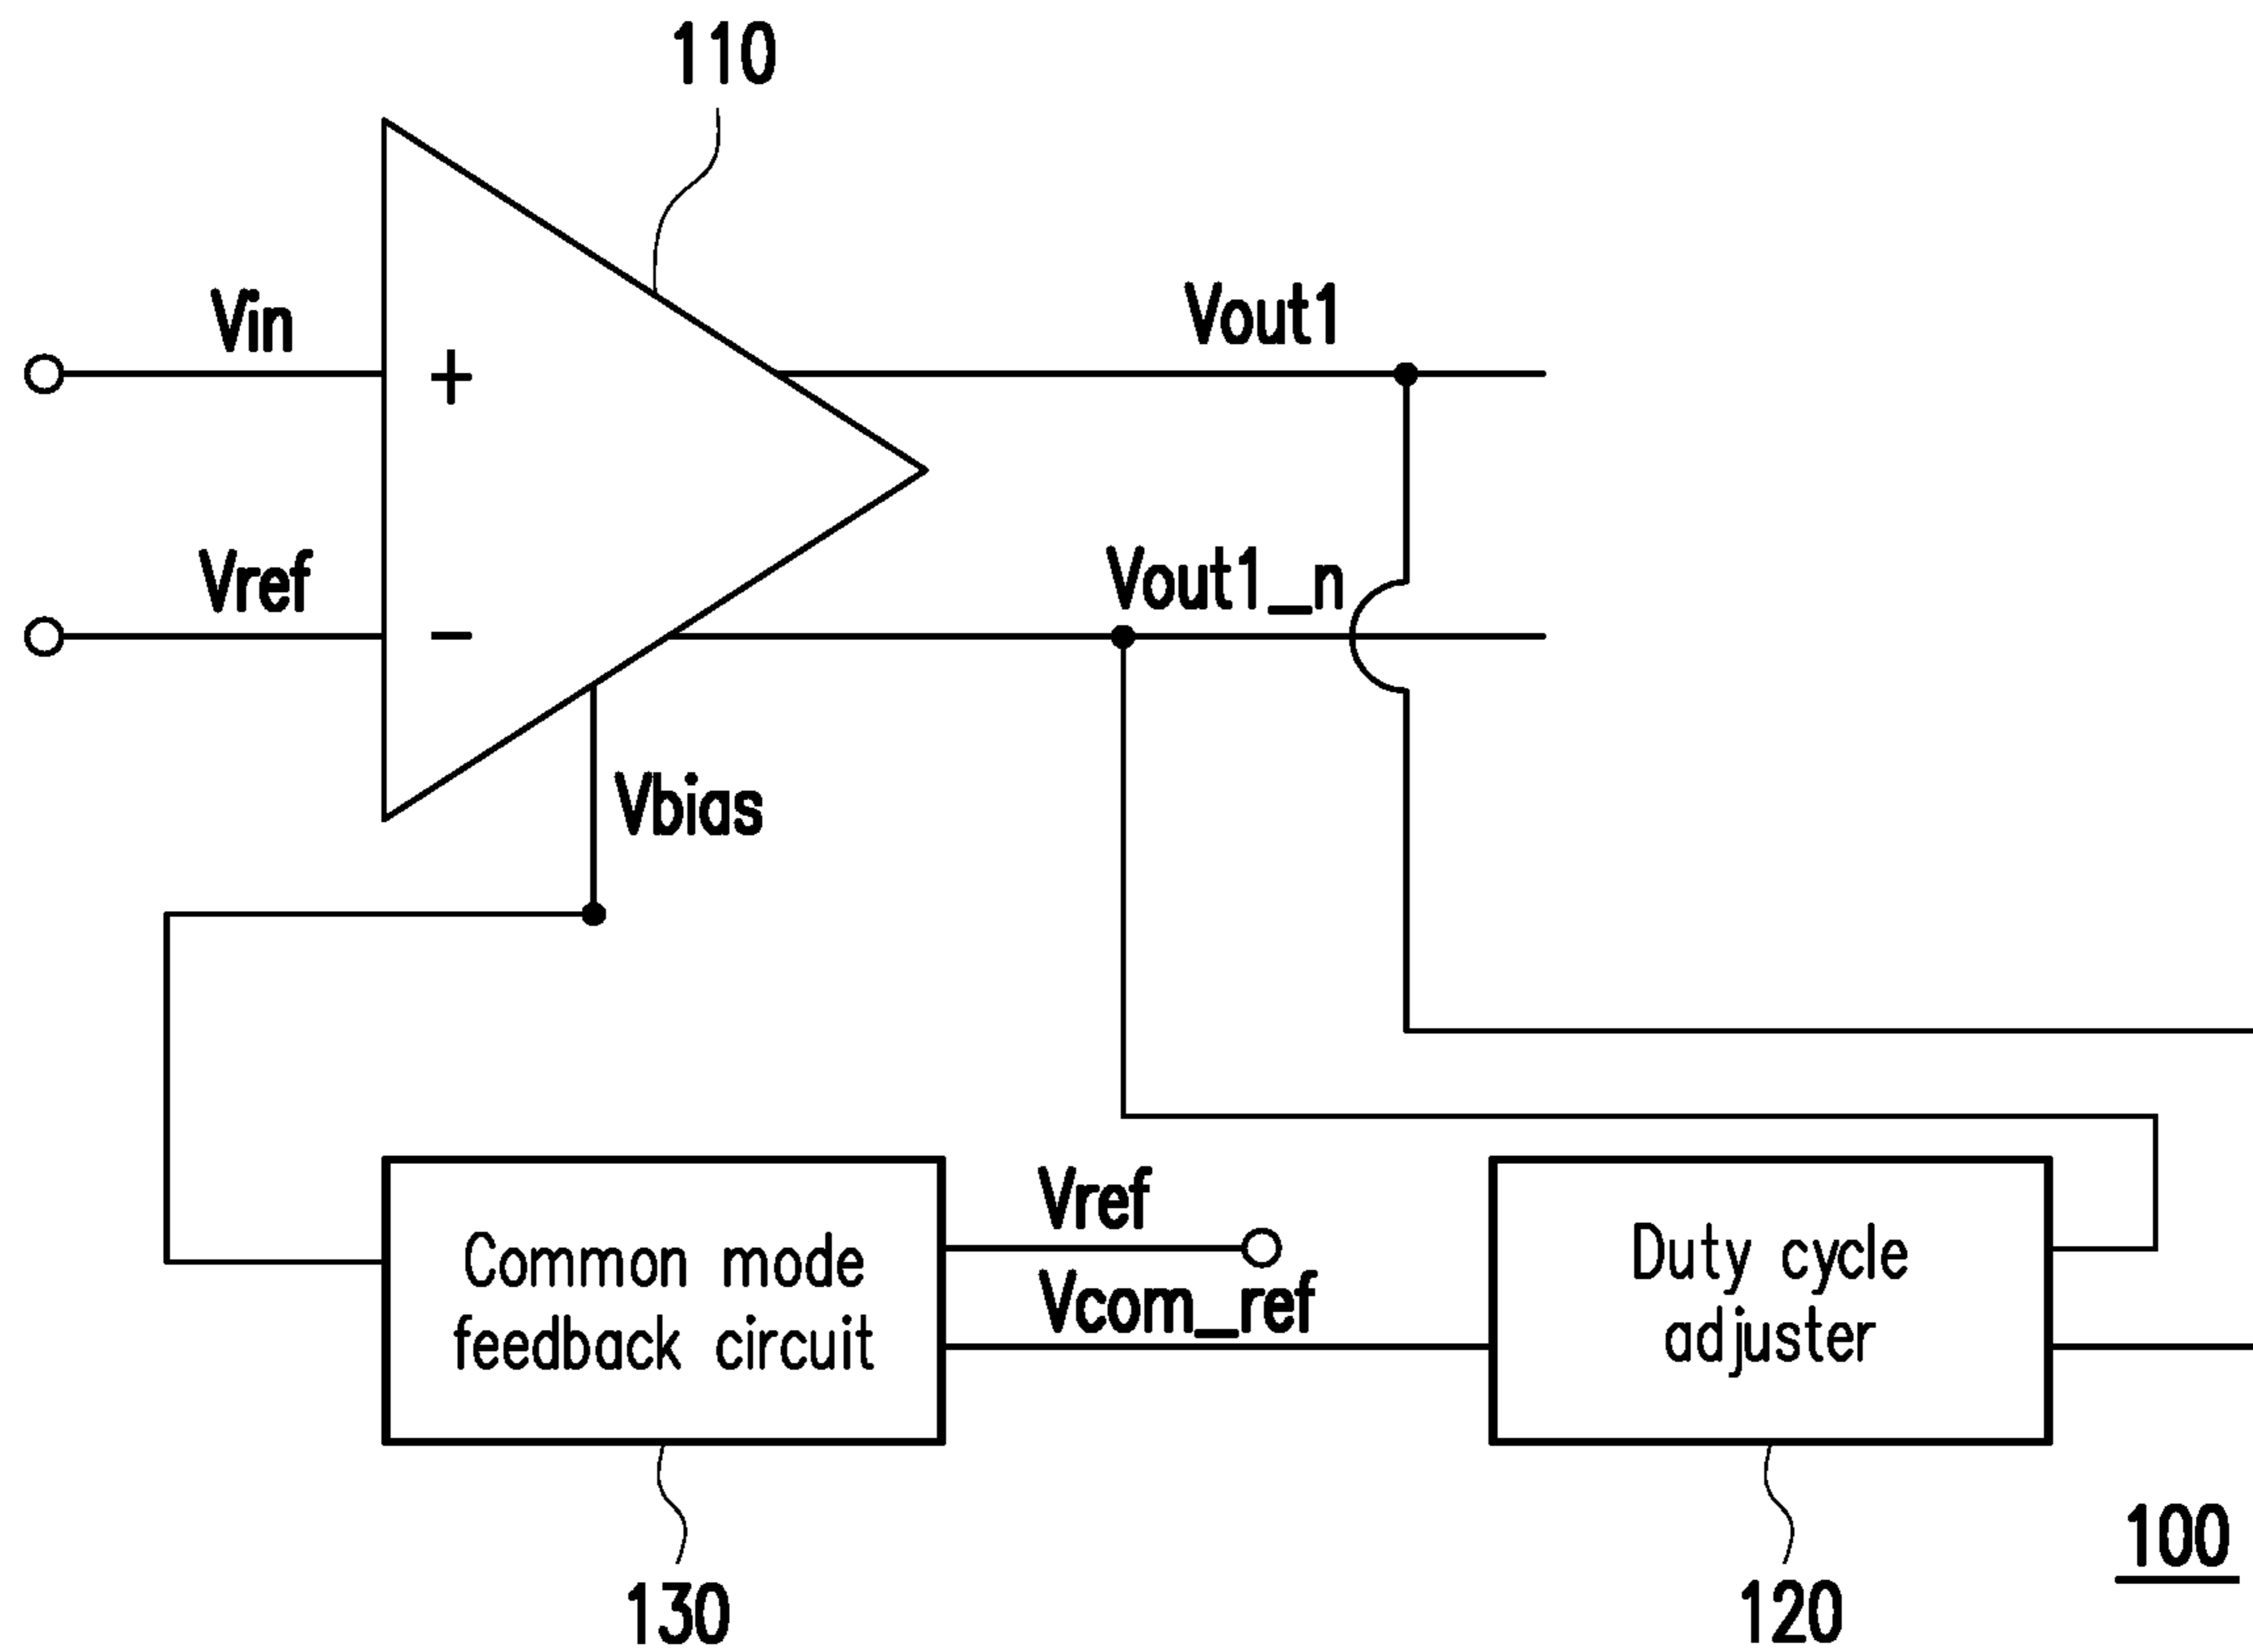 110
Vin
Vout1
+
Vref
Vout1_n
−
Vbias
Vref
Common mode
feedback circuit
Vcom_ref
Duty cycle
adjuster
100
130
120